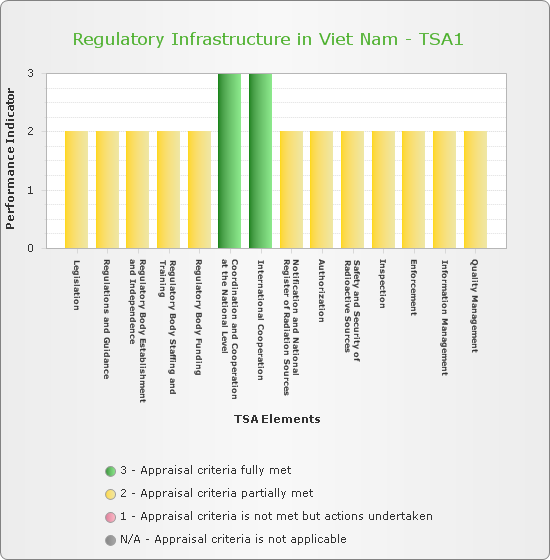 Regulatory Infrastructure in Viet Nam - TSA1
Performance Indicator
3
2
1
0
Legislation
Regulations and Guidance
Regulatory Body Establishment
and Independence
Regulatory Body Staffing and
Training
Regulatory Body Funding
Coordination and Cooperation
at the National Level
International Cooperation
Notification and National
Register of Radiation Sources
Authorization
Safety and Security of
Radioactive Sources
Inspection
Enforcement
Information Management
Quality Management
TSA Elements
3 - Appraisal criteria fully met
2 - Appraisal criteria partially met
1 - Appraisal criteria is not met but actions undertaken
N/A - Appraisal criteria is not applicable